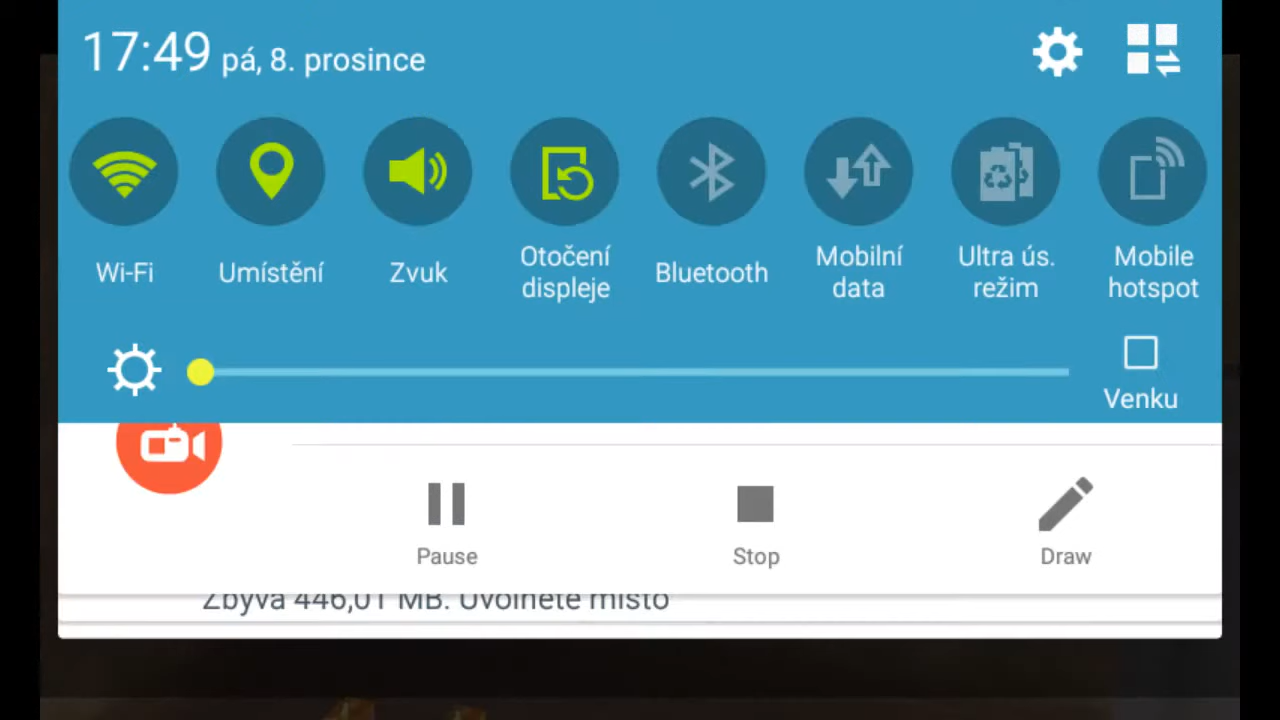 17:49 pá, 8. prosince
Wi-Fi
Umístění
Zvuk
Otočení
displeje
Bluetooth
Mobilní
data
Ultra ús.
režim
Mobile
hotspot
Venku
Pause
Stop
Draw
Zbývá 446,01 MB. Uvolněte místo